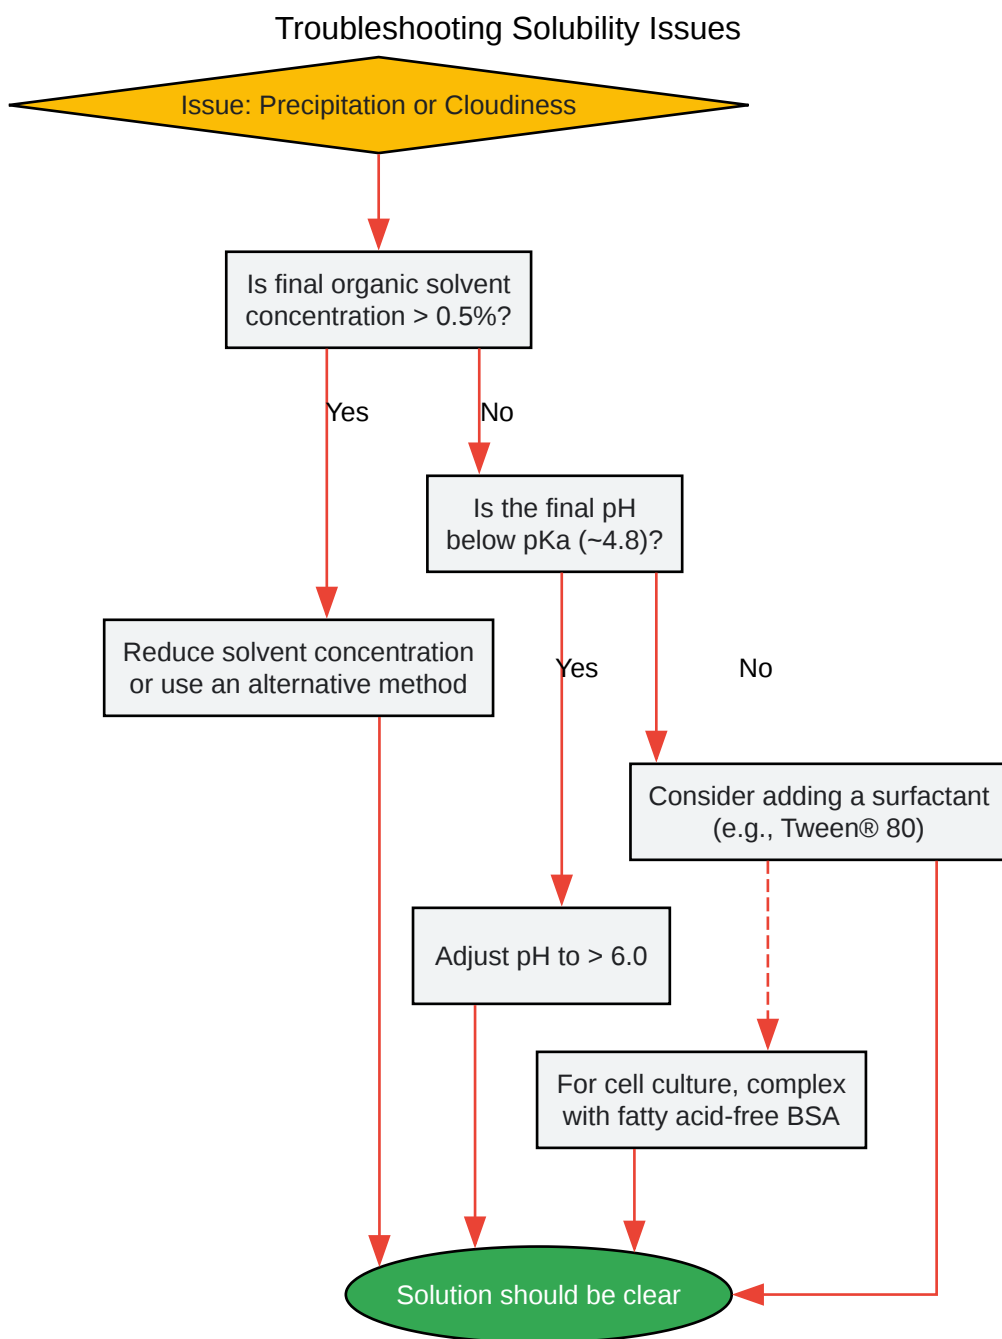 Troubleshooting Solubility Issues
Issue: Precipitation or Cloudiness
Is final organic solvent
concentration > 0.5%?
Yes
No
Is the final pH
below pKa (~4.8)?
Reduce solvent concentration
or use an alternative method
Yes
No
Consider adding a surfactant
(e.g., Tween® 80)
Adjust pH to > 6.0
For cell culture, complex
with fatty acid-free BSA
Solution should be clear